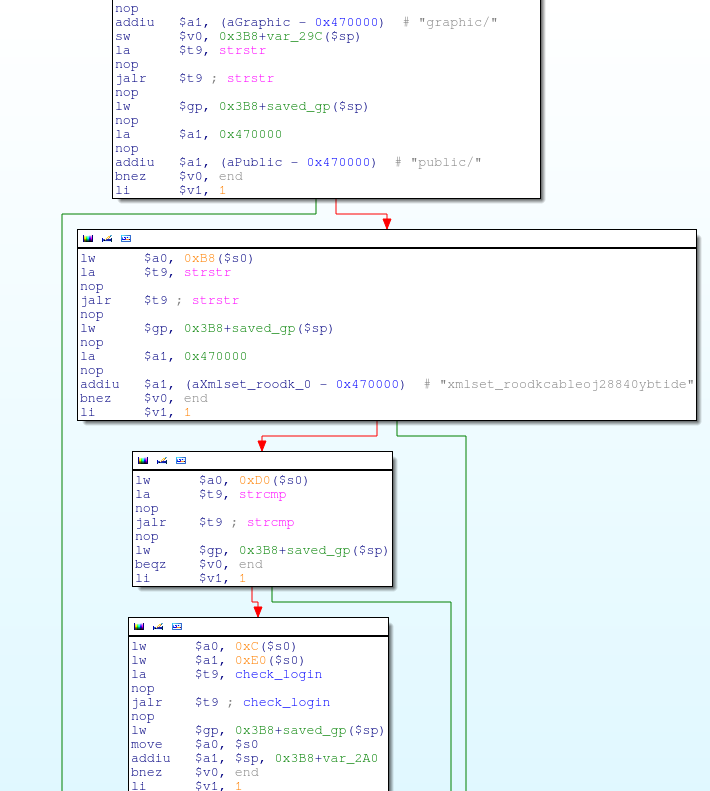 nop
addiu $a1, (aGraphic - 0x470000) # "graphic/"
sw $v0, 0x3B8+var_29C($sp)
la $t9, strstr
nop
jalr $t9 ; strstr
nop
lw $gp, 0x3B8+saved_gp($sp)
nop
la $a1, 0x470000
nop
addiu $a1, (aPublic - 0x470000) # "public/"
bnez $v0, end
li $v1, 1
lw $a0, 0xB8($s0)
la $t9, strstr
nop
jalr $t9 ; strstr
nop
lw $gp, 0x3B8+saved_gp($sp)
nop
la $a1, 0x470000
nop
addiu $a1, (aXmlset_roodk_0 - 0x470000) # "xmlset_roodkcableoj28840ybtide"
bnez $v0, end
li $v1, 1
lw $a0, 0xD0($s0)
la $t9, strcmp
nop
jalr $t9 ; strcmp
nop
lw $gp, 0x3B8+saved_gp($sp)
beqz $v0, end
li $v1, 1
lw $a0, 0xC($s0)
lw $a1, 0xE0($s0)
la $t9, check_login
nop
jalr $t9 ; check_login
nop
lw $gp, 0x3B8+saved_gp($sp)
move $a0, $s0
addiu $a1, $sp, 0x3B8+var_2A0
bnez $v0, end
li $v1, 1